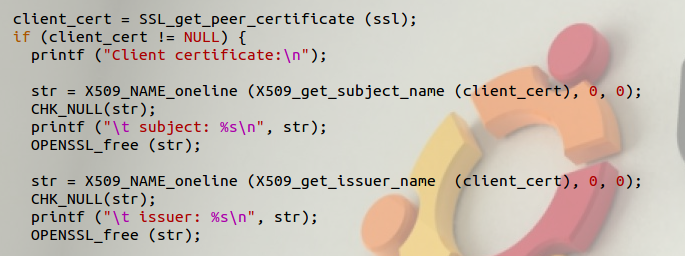 client_cert = SSL_get_peer_certificate (ssl);
if (client_cert != NULL) {
printf ("Client certificate:\n");
str = X509_NAME_oneline (X509_get_subject_name (client_cert), 0, 0);
CHK_NULL(str);
printf ("\t subject: %s\n", str);
OPENSSL_free (str);
str = X509_NAME_oneline (X509_get_issuer_name  (client_cert), 0, 0);
CHK_NULL(str);
printf ("\t issuer: %s\n", str);
OPENSSL_free (str);